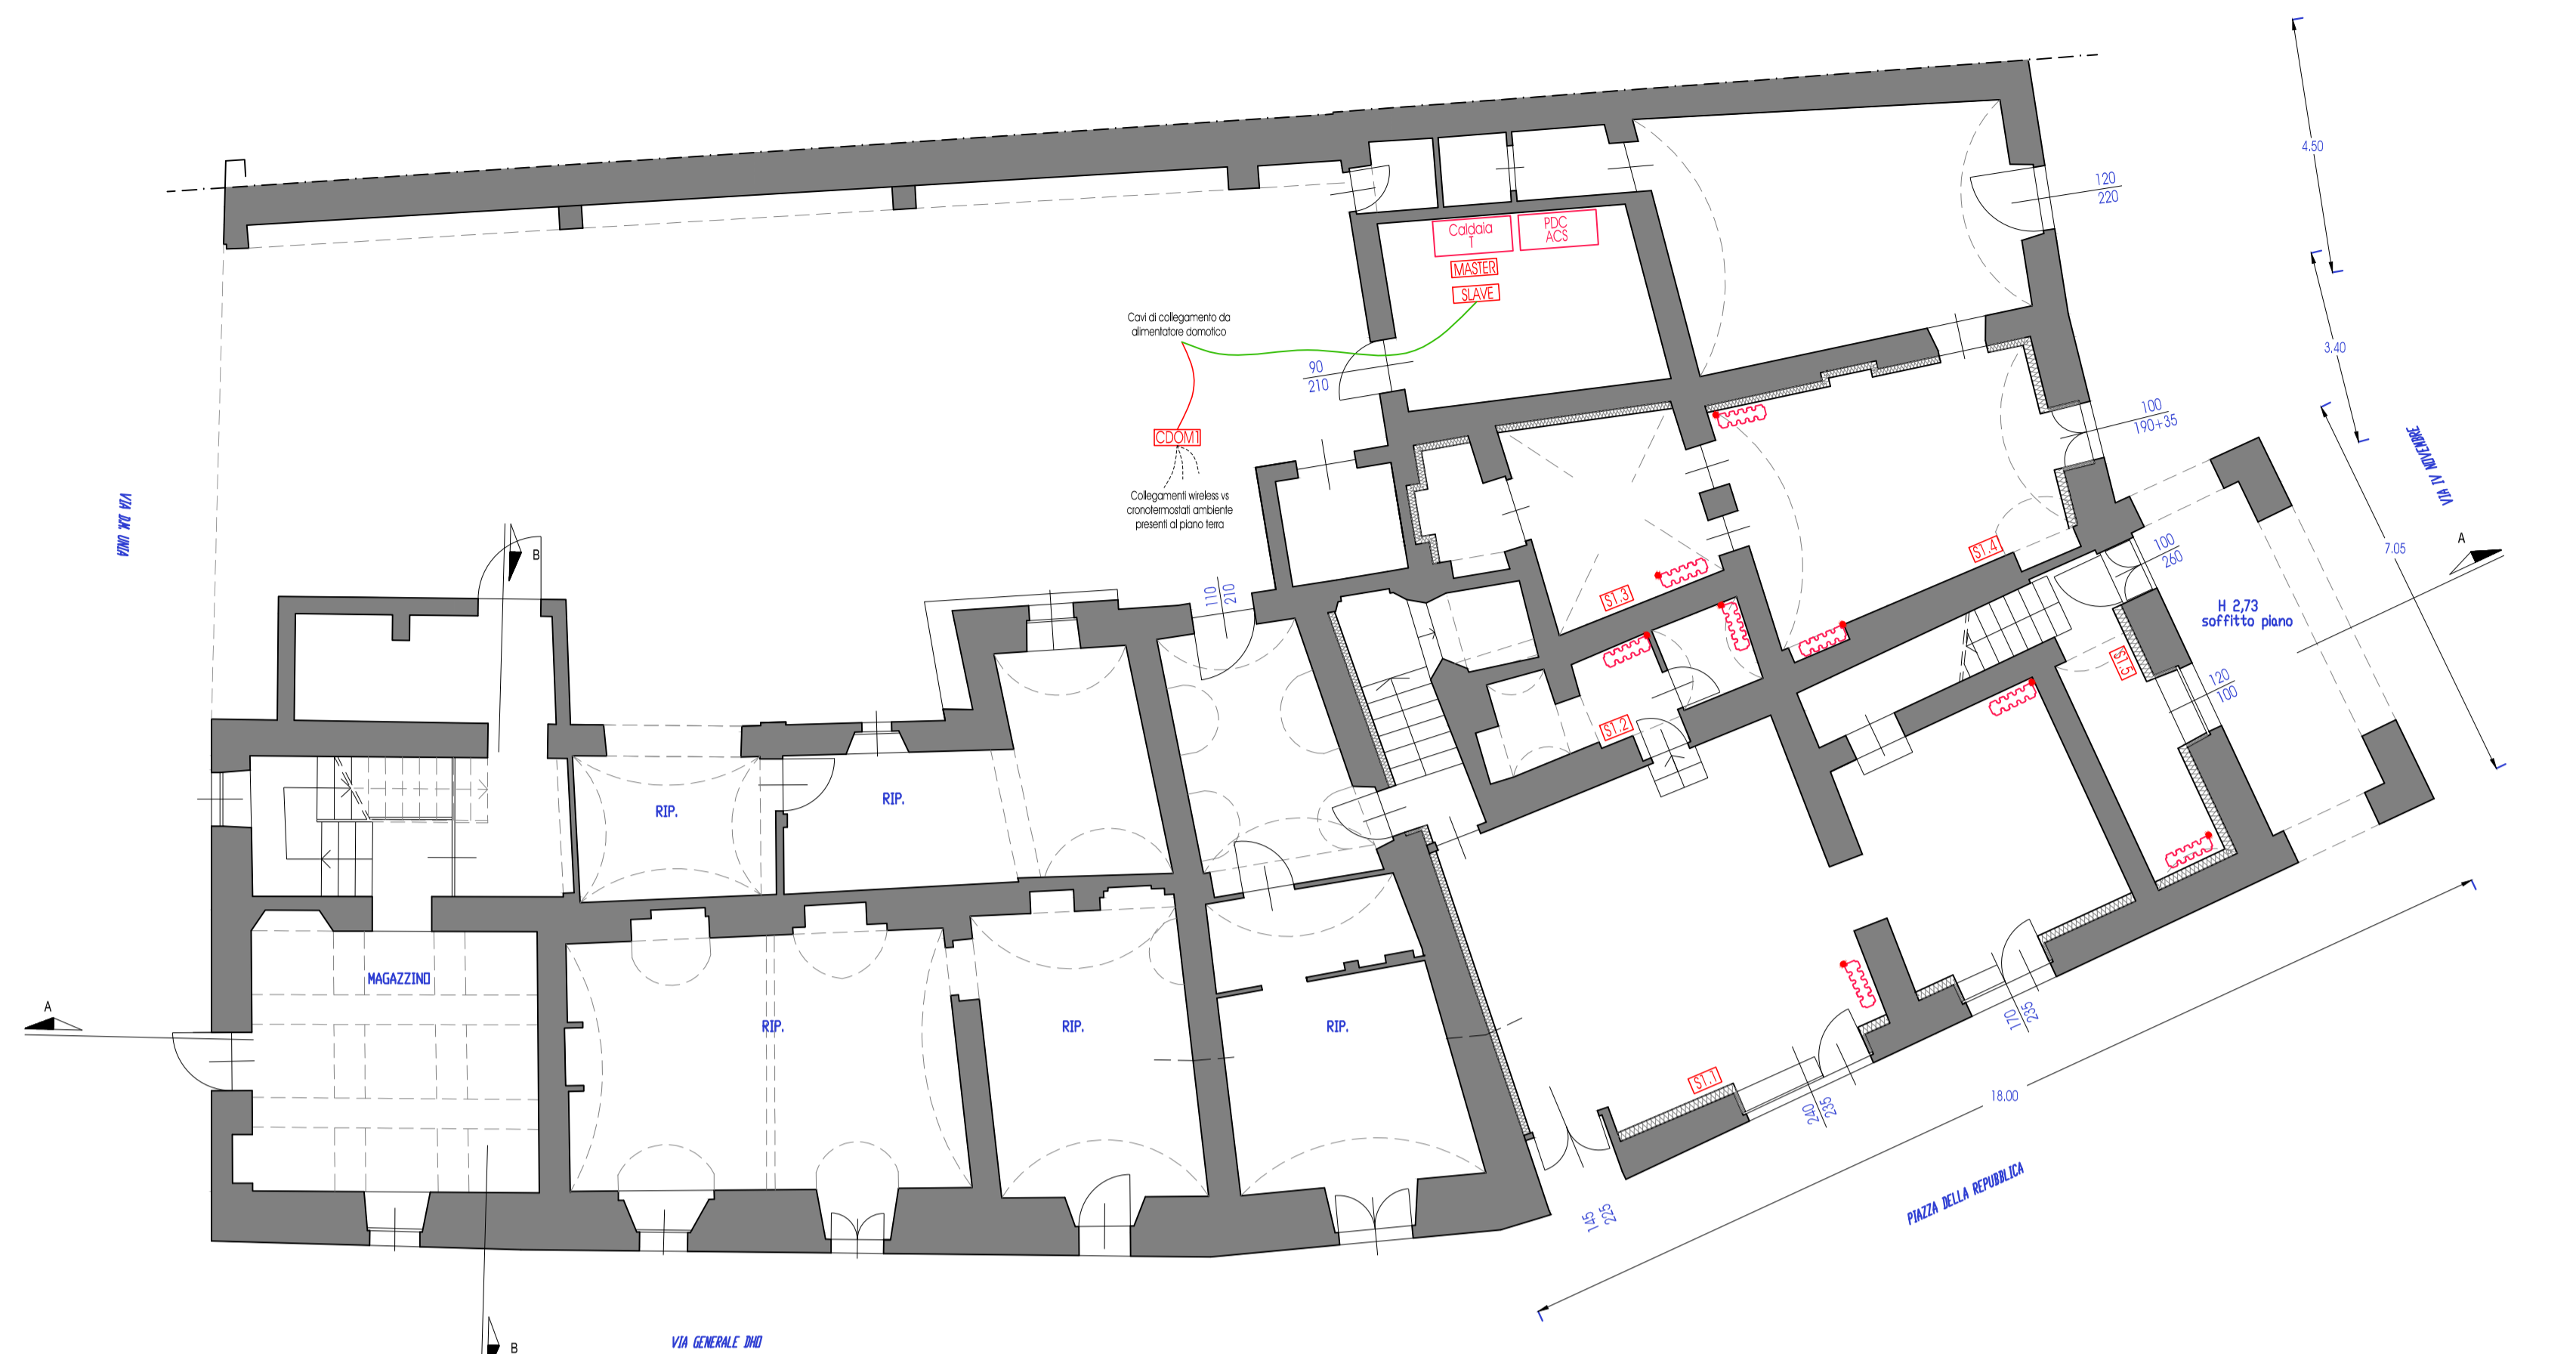 4.50
120
220
Caldaia
T
PDC
ACS
MASTER
SLAVE
Cavi di collegamento da
alimentatore domotico
3.40
90
210
100
190+35
CDOM1
VIA IV NOVEMBRE
Collegamenti wireless vs
cronotermostati ambiente
presenti al piano terra
VIA D.M. UNIA
B
A
7.05
ST.4
100
260
ST.3
110
210
H 2,73
soffitto piano
ST.5
120
100
ST.2
RIP.
RIP.
MAGAZZINO
A
RIP.
RIP.
RIP.
170
235
ST.1
240
235
18.00
145
225
PIAZZA DELLA REPUBBLICA
VIA GENERALE DHO
B